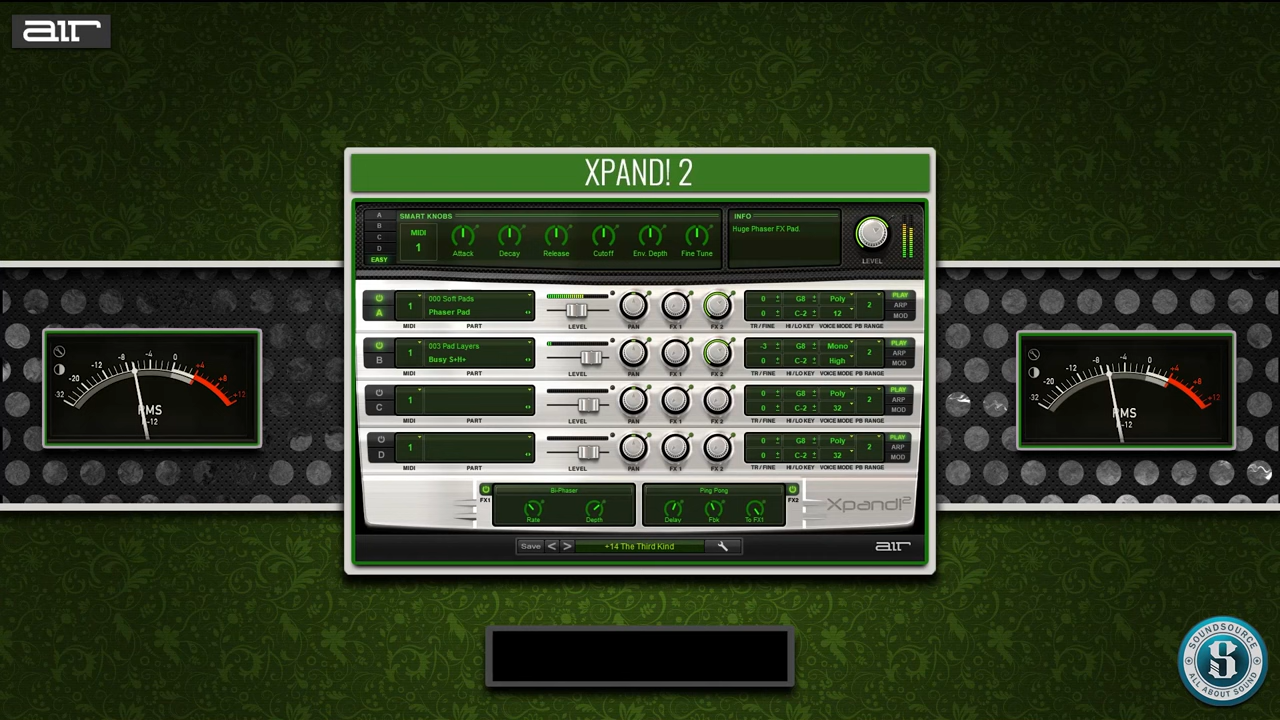 aır
XPAND! 2
A
B
C
D
EASY
SMART KNOBS
MIDI
1
Attack
Decay
Release
Cutoff
Env. Depth
Fine Tune
INFO
Huge Phaser FX Pad.
LEVEL
A
1
000 Soft Pads
Phaser Pad
0 G8 Poly
0 C-2 12
2
PLAY
ARP
MOD
MIDI PART LEVEL PAN FX 1 FX 2 TR / FINE HI / LO KEY VOICE MODE PB RANGE
B
1
003 Pad Layers
Busy S+H+
-3 G8 Mono
0 C-2 High
2
PLAY
ARP
MOD
MIDI PART LEVEL PAN FX 1 FX 2 TR / FINE HI / LO KEY VOICE MODE PB RANGE
C
1
0 G8 Poly
0 C-2 32
2
PLAY
ARP
MOD
MIDI PART LEVEL PAN FX 1 FX 2 TR / FINE HI / LO KEY VOICE MODE PB RANGE
D
1
0 G8 Poly
0 C-2 32
2
PLAY
ARP
MOD
MIDI PART LEVEL PAN FX 1 FX 2 TR / FINE HI / LO KEY VOICE MODE PB RANGE
FX1
Bi-Phaser
Rate
Depth
Ping Pong
Delay
Fbk
To FX1
FX2
Xpand!2
Save < > +14 The Third Kind
aır
-32 -20 -12 -8 -4 0 +4 +8 +12
RMS
-12
-32 -20 -12 -8 -4 0 +4 +8 +12
RMS
-12
SOUNDSOURCE
S
ALL ABOUT SOUND